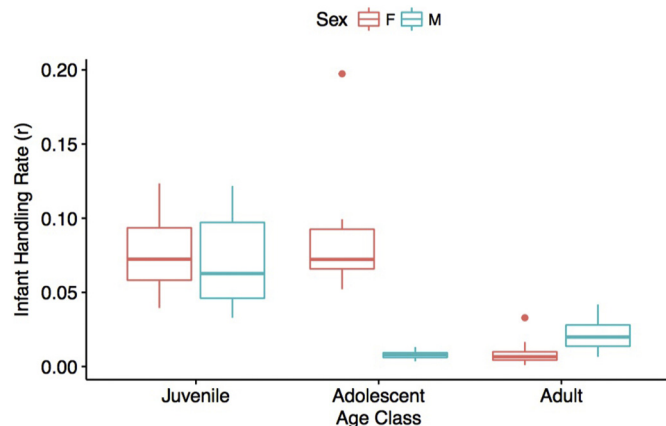 Sex F M
Infant Handling Rate (r)
0.20
0.15
0.10
0.05
0.00
Juvenile Adolescent Adult
Age Class